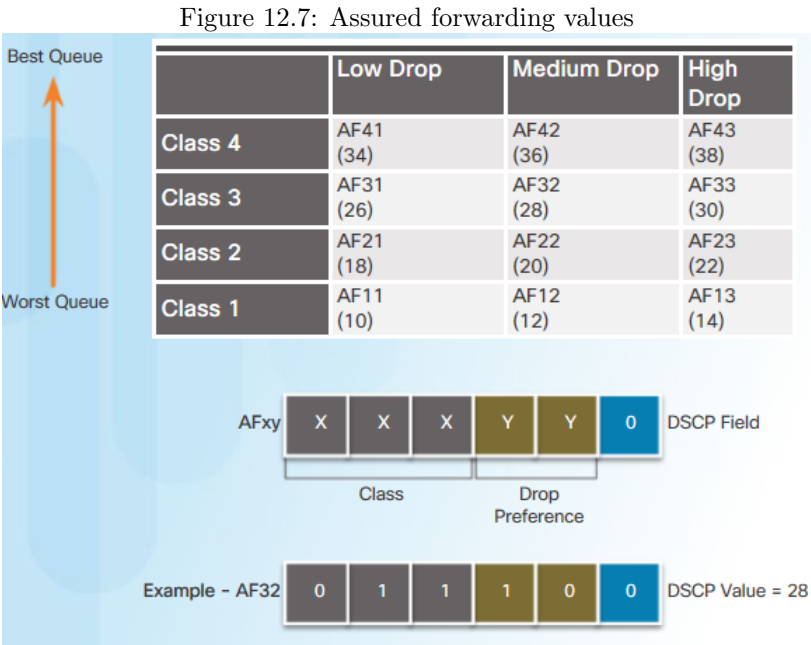 Figure 12.7: Assured forwarding values
Best Queue
Worst Queue
Low Drop Medium Drop High
Drop
Class 4 AF41 AF42 AF43
(34) (36) (38)
Class 3 AF31 AF32 AF33
(26) (28) (30)
Class 2 AF21 AF22 AF23
(18) (20) (22)
Class 1 AF11 AF12 AF13
(10) (12) (14)
AFxy X X X Y Y 0 DSCP Field
Class Drop
Preference
Example - AF32 0 1 1 1 0 0 DSCP Value = 28